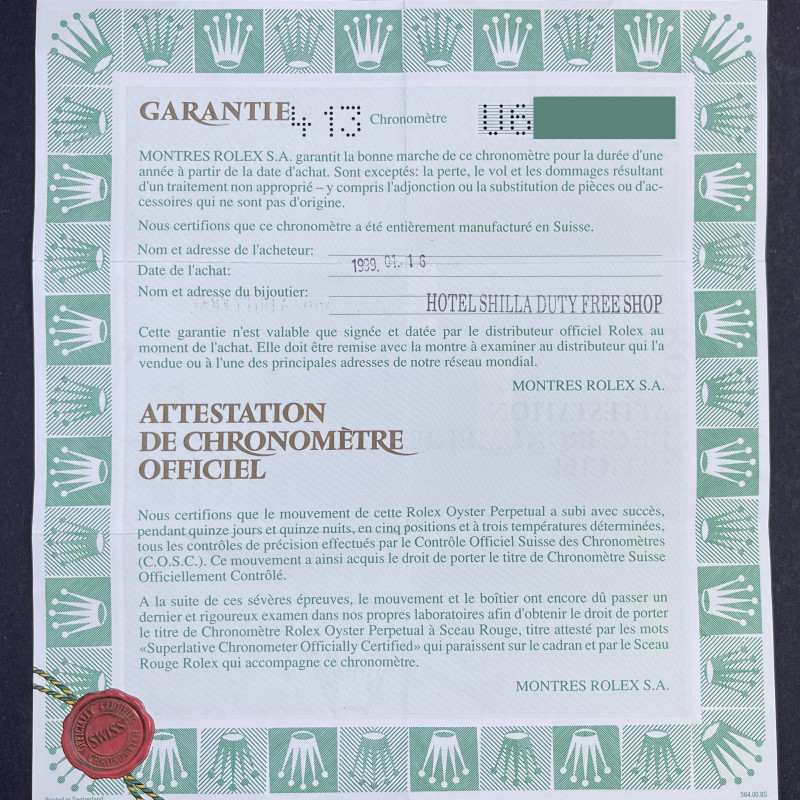 GARANTIE 413 Chronomètre U6
MONTRES ROLEX S.A. garantit la bonne marche de ce chronomètre pour la durée d'une
année à partir de la date d'achat. Sont exceptés: la perte, le vol et les dommages résultant
d'un traitement non approprié – y compris l'adjonction ou la substitution de pièces ou d'ac-
cessoires qui ne sont pas d'origine.
Nous certifions que ce chronomètre a été entièrement manufacturé en Suisse.
Nom et adresse de l'acheteur:
Date de l'achat: 1999. 01. 16
Nom et adresse du bijoutier: HOTEL SHILLA DUTY FREE SHOP
Cette garantie n'est valable que signée et datée par le distributeur officiel Rolex au
moment de l'achat. Elle doit être remise avec la montre à examiner au distributeur qui l'a
vendue ou à l'une des principales adresses de notre réseau mondial.
MONTRES ROLEX S.A.
ATTESTATION
DE CHRONOMÈTRE
OFFICIEL
Nous certifions que le mouvement de cette Rolex Oyster Perpetual a subi avec succès,
pendant quinze jours et quinze nuits, en cinq positions et à trois températures déterminées,
tous les contrôles de précision effectués par le Contrôle Officiel Suisse des Chronomètres
(C.O.S.C.). Ce mouvement a ainsi acquis le droit de porter le titre de Chronomètre Suisse
Officiellement Contrôlé.
A la suite de ces sévères épreuves, le mouvement et le boîtier ont encore dû passer un
dernier et rigoureux examen dans nos propres laboratoires afin d'obtenir le droit de porter
le titre de Chronomètre Rolex Oyster Perpetual à Sceau Rouge, titre attesté par les mots
«Superlative Chronometer Officially Certified» qui paraissent sur le cadran et par le Sceau
Rouge Rolex qui accompagne ce chronomètre.
MONTRES ROLEX S.A.
OFFICIALLY CERTIFIED
SWISS
CHRONOMETER
Printed in Switzerland
564.00.85